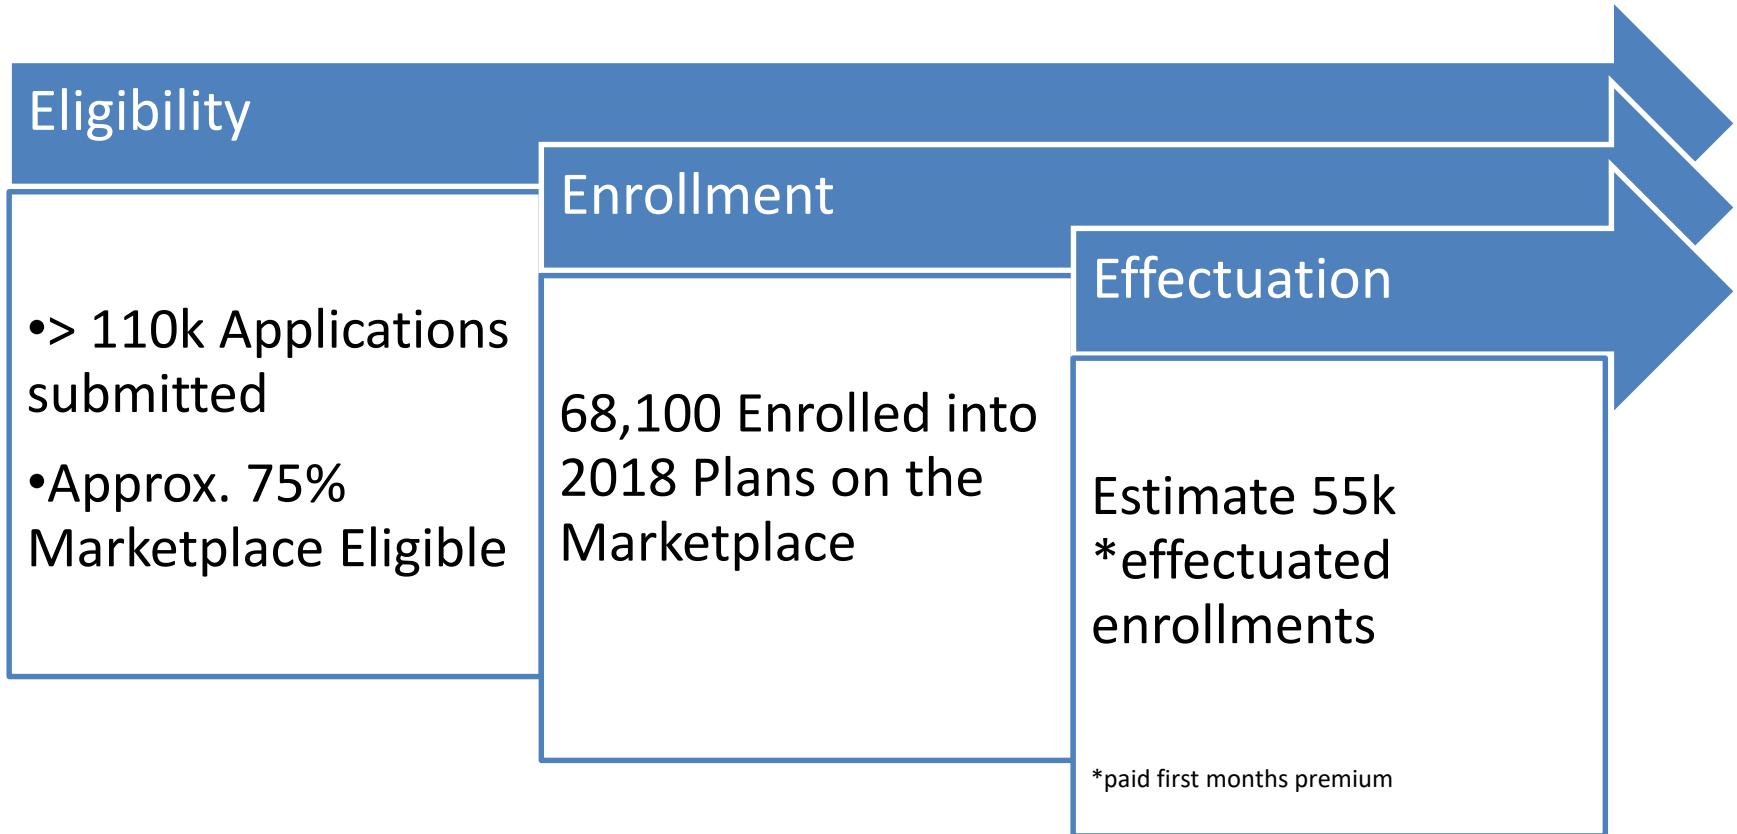 Eligibility
•> 110k Applications
submitted
•Approx. 75%
Marketplace Eligible
Enrollment
68,100 Enrolled into
2018 Plans on the
Marketplace
Effectuation
Estimate 55k
*effectuated
enrollments
*paid first months premium